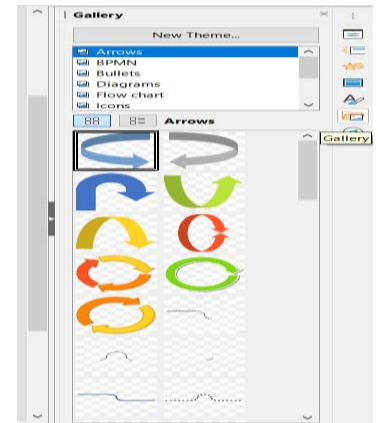 Gallery
New Theme...
Arrows
BPMN
Bullets
Diagrams
Flow chart
Icons
Arrows
Gallery